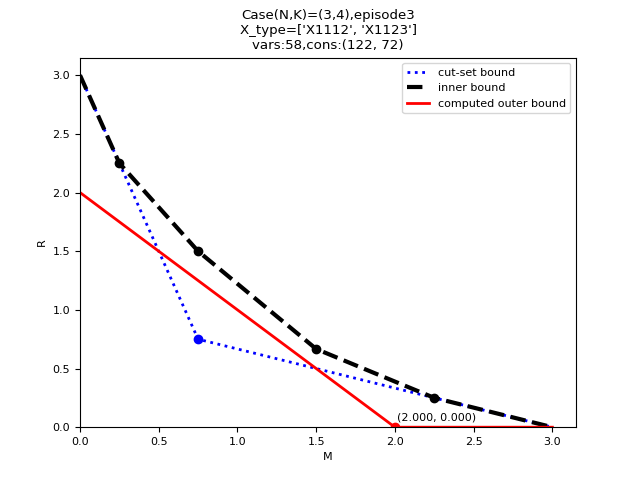 Case(N,K)=(3,4),episode3
X_type=['X1112', 'X1123']
vars:58,cons:(122, 72)
cut-set bound
inner bound
computed outer bound
R
3.0
2.5
2.0
1.5
1.0
0.5
0.0
(2.000, 0.000)
0.0 0.5 1.0 1.5 2.0 2.5 3.0
M